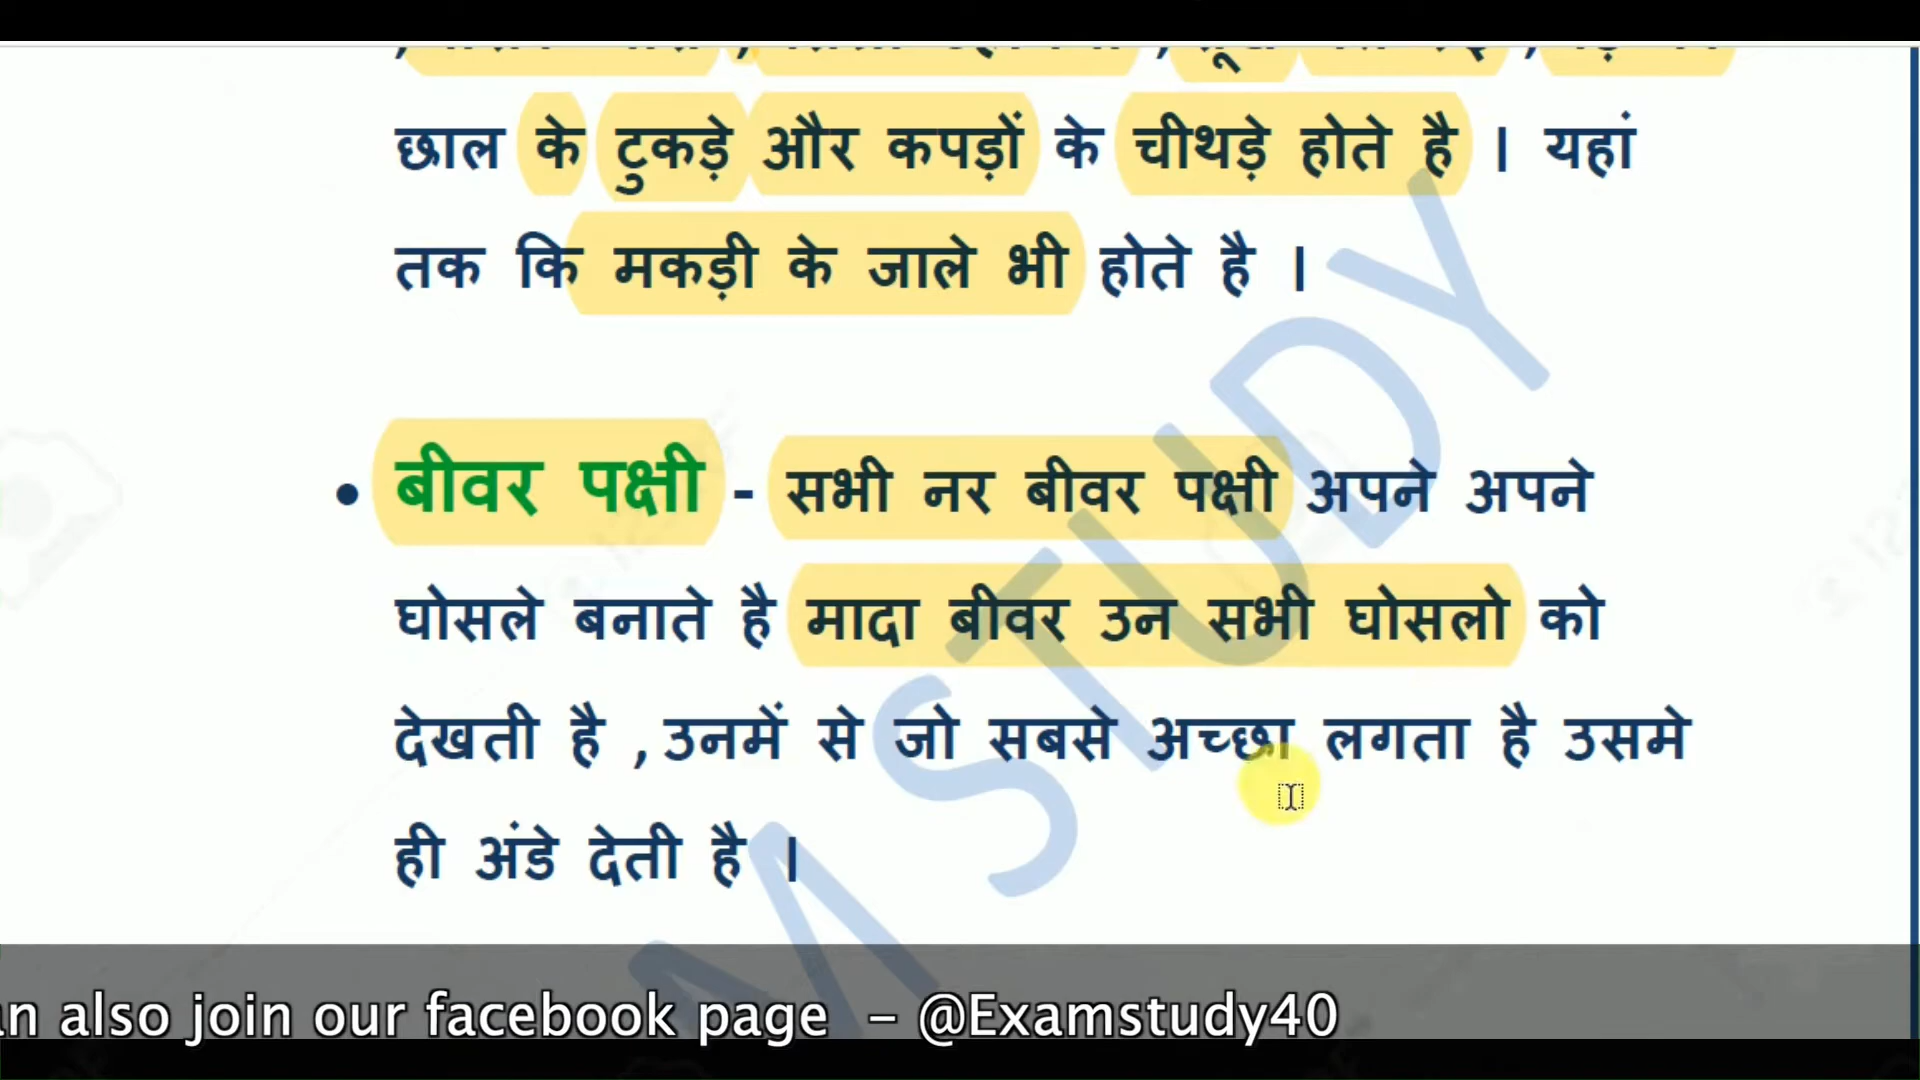 छाल के टुकड़े और कपड़ों के चीथड़े होते है । यहां
तक कि मकड़ी के जाले भी होते है ।
• बीवर पक्षी - सभी नर बीवर पक्षी अपने अपने
घोसले बनाते है मादा बीवर उन सभी घोसलो को
देखती है ,उनमें से जो सबसे अच्छा लगता है उसमे
ही अंडे देती है ।
M STUDY
also join our facebook page - @Examstudy40